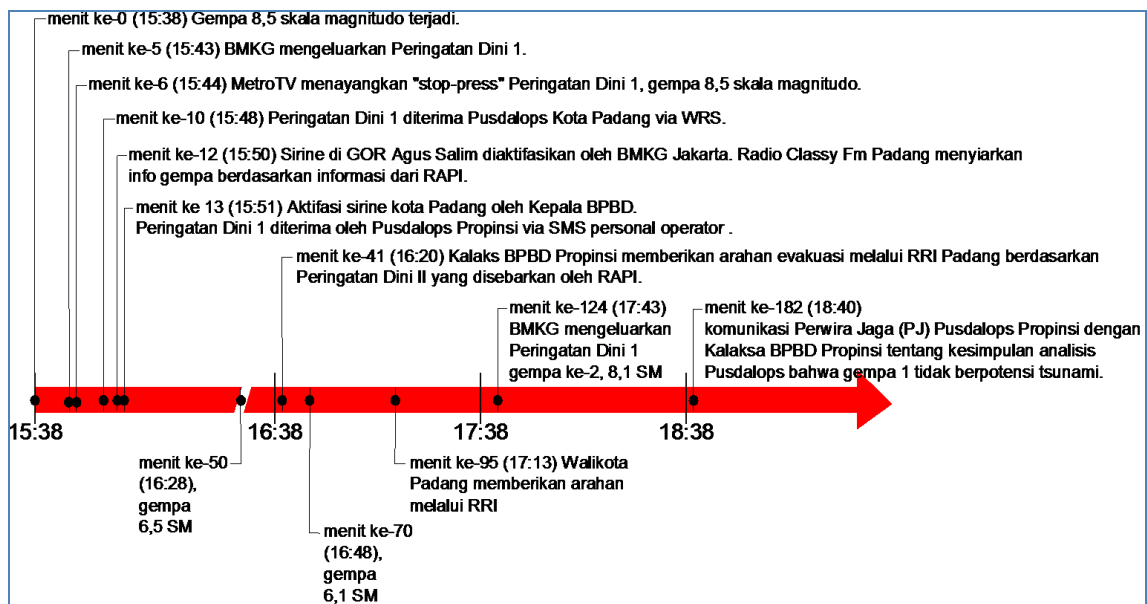 menit ke-0 (15:38) Gempa 8,5 skala magnitudo terjadi.
menit ke-5 (15:43) BMKG mengeluarkan Peringatan Dini 1.
menit ke-6 (15:44) MetroTV menayangkan "stop-press" Peringatan Dini 1, gempa 8,5 skala magnitudo.
menit ke-10 (15:48) Peringatan Dini 1 diterima Pusdalops Kota Padang via WRS.
menit ke-12 (15:50) Sirine di GOR Agus Salim diaktifasikan oleh BMKG Jakarta. Radio Classy Fm Padang menyiarkan
info gempa berdasarkan informasi dari RAPI.
menit ke 13 (15:51) Aktifasi sirine kota Padang oleh Kepala BPBD.
Peringatan Dini 1 diterima oleh Pusdalops Propinsi via SMS personal operator .
menit ke-41 (16:20) Kalaks BPBD Propinsi memberikan arahan evakuasi melalui RRI Padang berdasarkan
Peringatan Dini II yang disebarkan oleh RAPI.
menit ke-124 (17:43)
BMKG mengeluarkan
Peringatan Dini 1
gempa ke-2, 8,1 SM
menit ke-182 (18:40)
komunikasi Perwira Jaga (PJ) Pusdalops Propinsi dengan
Kalaksa BPBD Propinsi tentang kesimpulan analisis
Pusdalops bahwa gempa 1 tidak berpotensi tsunami.
15:38
16:38
17:38
18:38
menit ke-50
(16:28),
gempa
6,5 SM
menit ke-95 (17:13) Walikota
Padang memberikan arahan
melalui RRI
menit ke-70
(16:48),
gempa
6,1 SM